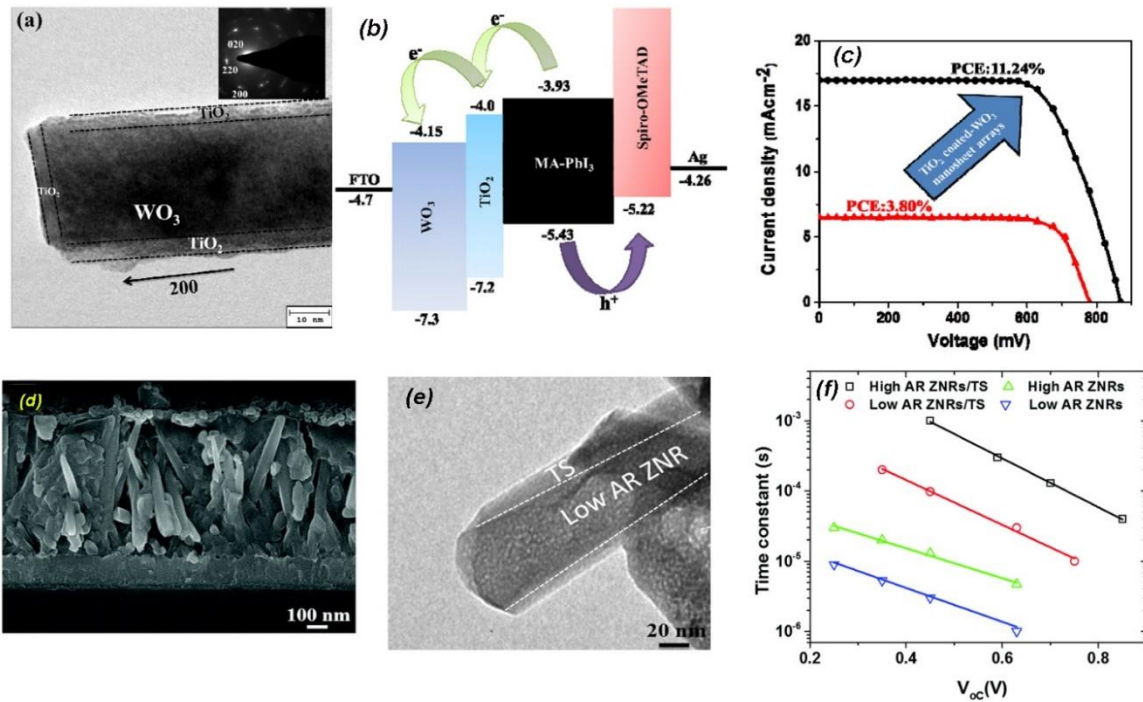 (a)
020
220
200
TiO2
TiO2
WO3
TiO2
200
10 nm
(b)
e-
e-
-3.93
-4.0
-4.15
FTO
-4.7
WO3
TiO2
MA-PbI3
Spiro-OMeTAD
Ag
-4.26
-5.22
-5.43
-7.2
-7.3
h+
(c)
PCE:11.24%
TiO2 coated-WO3
nanosheet arrays
PCE:3.80%
Current density (mAcm-2)
20
15
10
5
0
0 200 400 600 800
Voltage (mV)
(d)
100 nm
(e)
TS
Low AR ZNR
20 nm
(f)
High AR ZNRs/TS
High AR ZNRs
Low AR ZNRs/TS
Low AR ZNRs
Time constant (s)
10-3
10-4
10-5
10-6
0.2 0.4 0.6 0.8
VoC(V)